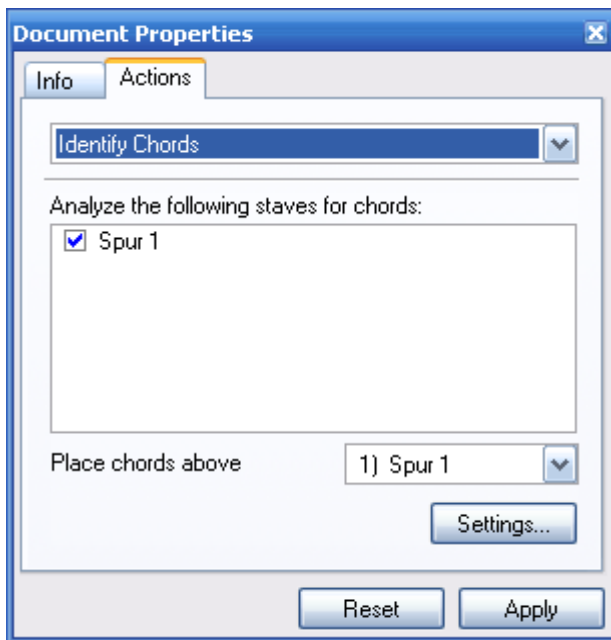 Document Properties
Info Actions
Identify Chords
Analyze the following staves for chords:
Spur 1
Place chords above 1) Spur 1
Settings...
Reset Apply